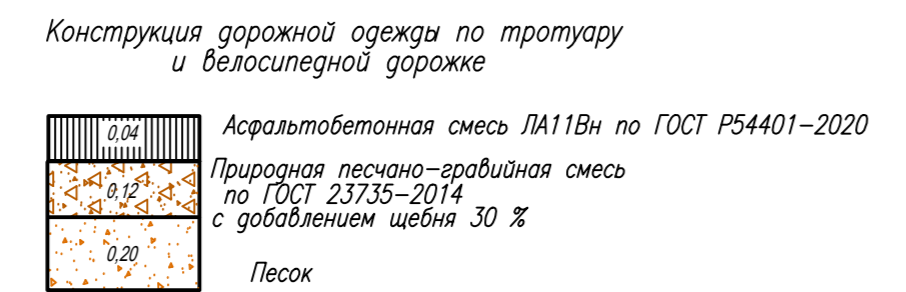 Конструкция дорожной одежды по тротуару
и велосипедной дорожке
0,04
Асфальтобетонная смесь ЛА11Вн по ГОСТ Р54401-2020
Природная песчано-гравийная смесь
0,12
по ГОСТ 23735-2014
с добавлением щебня 30 %
0,20
Песок